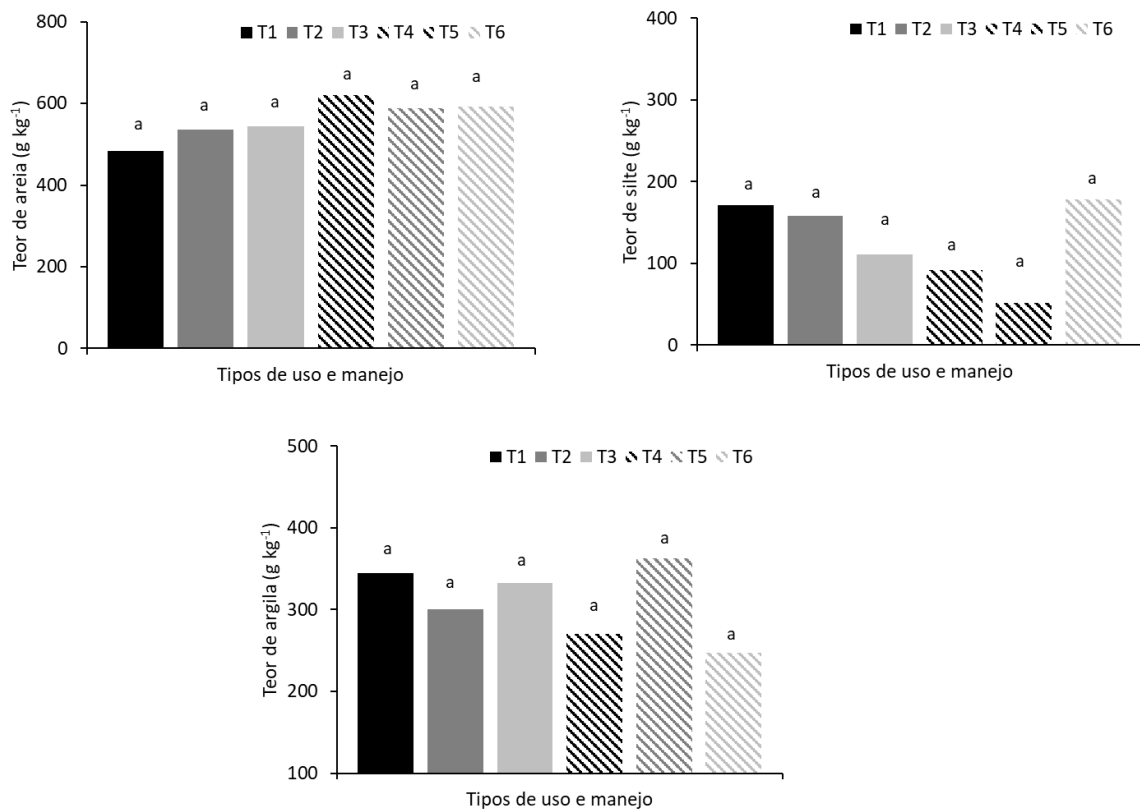 Teor de areia (g kg⁻¹)
800
600
400
200
0
T1 T2 T3 T4 T5 T6
a a a a a a
Tipos de uso e manejo
Teor de silte (g kg⁻¹)
400
300
200
100
0
T1 T2 T3 T4 T5 T6
a a a a a a
Tipos de uso e manejo
Teor de argila (g kg⁻¹)
500
400
300
200
100
T1 T2 T3 T4 T5 T6
a a a a a a
Tipos de uso e manejo